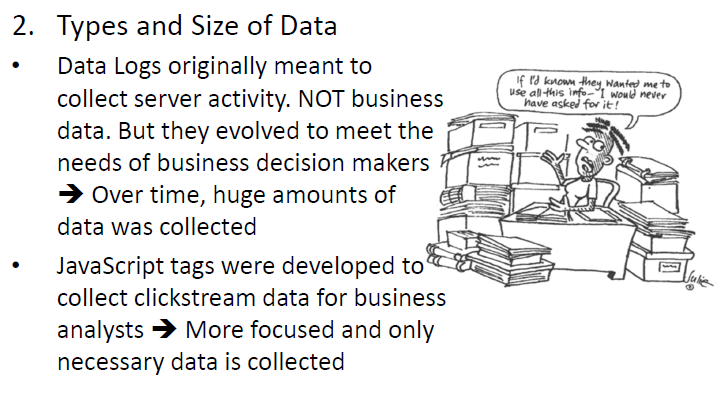 2. Types and Size of Data
• Data Logs originally meant to
collect server activity. NOT business
data. But they evolved to meet the
needs of business decision makers
➔ Over time, huge amounts of
data was collected
• JavaScript tags were developed to
collect clickstream data for business
analysts ➔ More focused and only
necessary data is collected
If I'd known they wanted me to
use all this info- I would never
have asked for it!
Julie